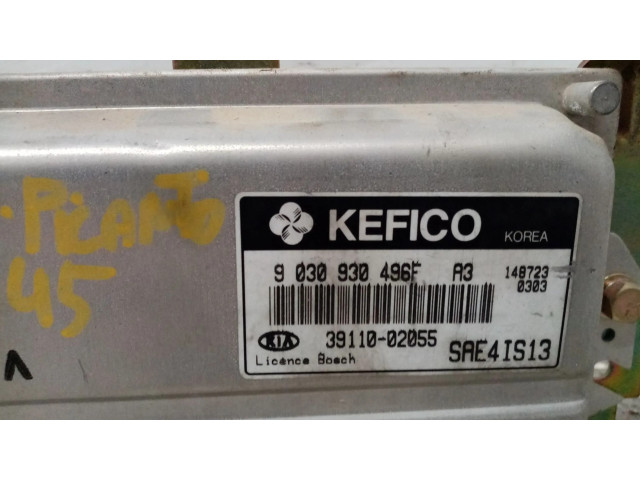 KEFICO KOREA
9 030 930 496F A3 148723
0303
KIA 39110-02055
Licence Bosch SAE4IS13
PICANTO
45